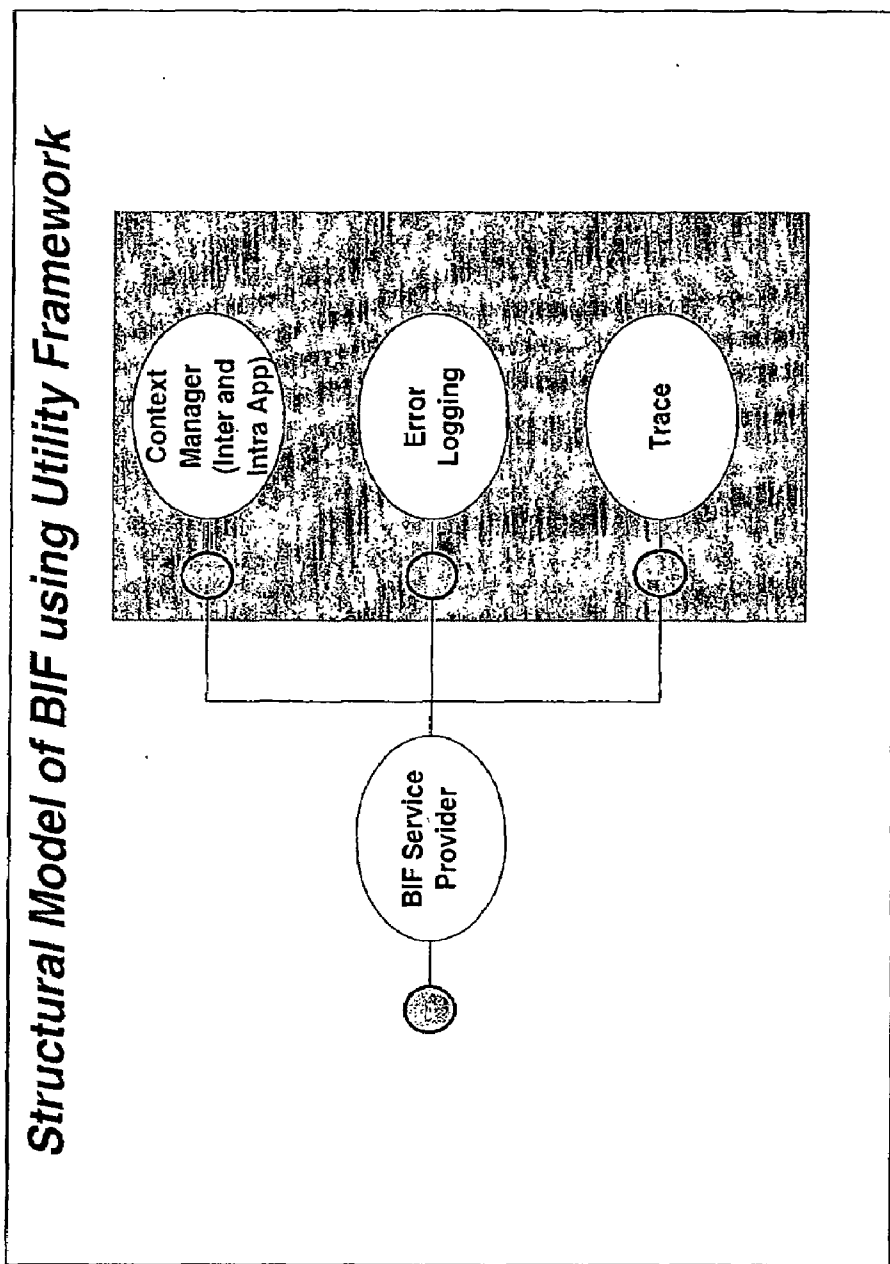 Structural Model of BIF using Utility Framework
Context
Manager
(Inter and
Intra App)
Error
Logging
Trace
BIF Service
Provider